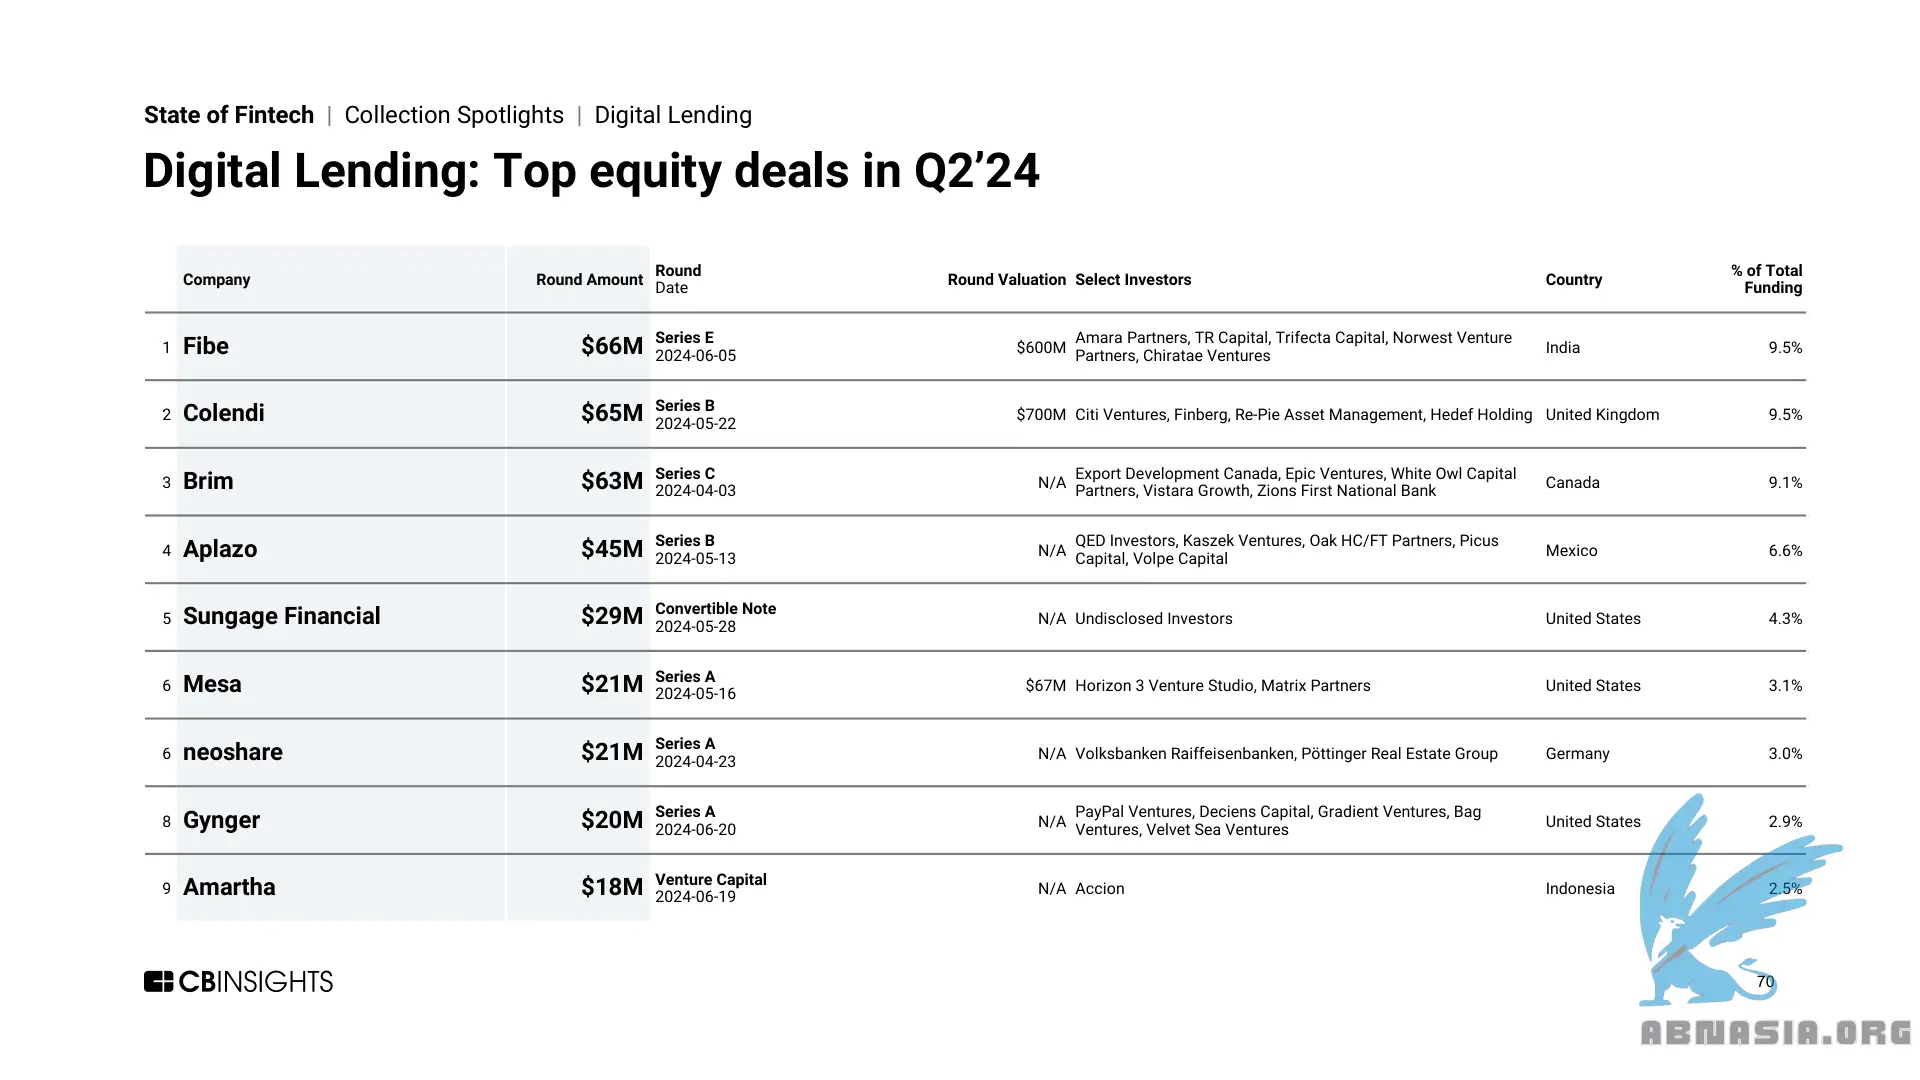 State of Fintech | Collection Spotlights | Digital Lending
Digital Lending: Top equity deals in Q2’24
Company Round Amount Round Date Round Valuation Select Investors Country % of Total Funding
1 Fibe $66M Series E 2024-06-05 $600M Amara Partners, TR Capital, Trifecta Capital, Norwest Venture Partners, Chiratae Ventures India 9.5%
2 Colendi $65M Series B 2024-05-22 $700M Citi Ventures, Finberg, Re-Pie Asset Management, Hedef Holding United Kingdom 9.5%
3 Brim $63M Series C 2024-04-03 N/A Export Development Canada, Epic Ventures, White Owl Capital Partners, Vistara Growth, Zions First National Bank Canada 9.1%
4 Aplazo $45M Series B 2024-05-13 N/A QED Investors, Kaszek Ventures, Oak HC/FT Partners, Picus Capital, Volpe Capital Mexico 6.6%
5 Sungage Financial $29M Convertible Note 2024-05-28 N/A Undisclosed Investors United States 4.3%
6 Mesa $21M Series A 2024-05-16 $67M Horizon 3 Venture Studio, Matrix Partners United States 3.1%
6 neoshare $21M Series A 2024-04-23 N/A Volksbanken Raiffeisenbanken, Pöttinger Real Estate Group Germany 3.0%
8 Gynger $20M Series A 2024-06-20 N/A PayPal Ventures, Deciens Capital, Gradient Ventures, Bag Ventures, Velvet Sea Ventures United States 2.9%
9 Amartha $18M Venture Capital 2024-06-19 N/A Accion Indonesia 2.5%
CBINSIGHTS
70
ABNASIA.ORG